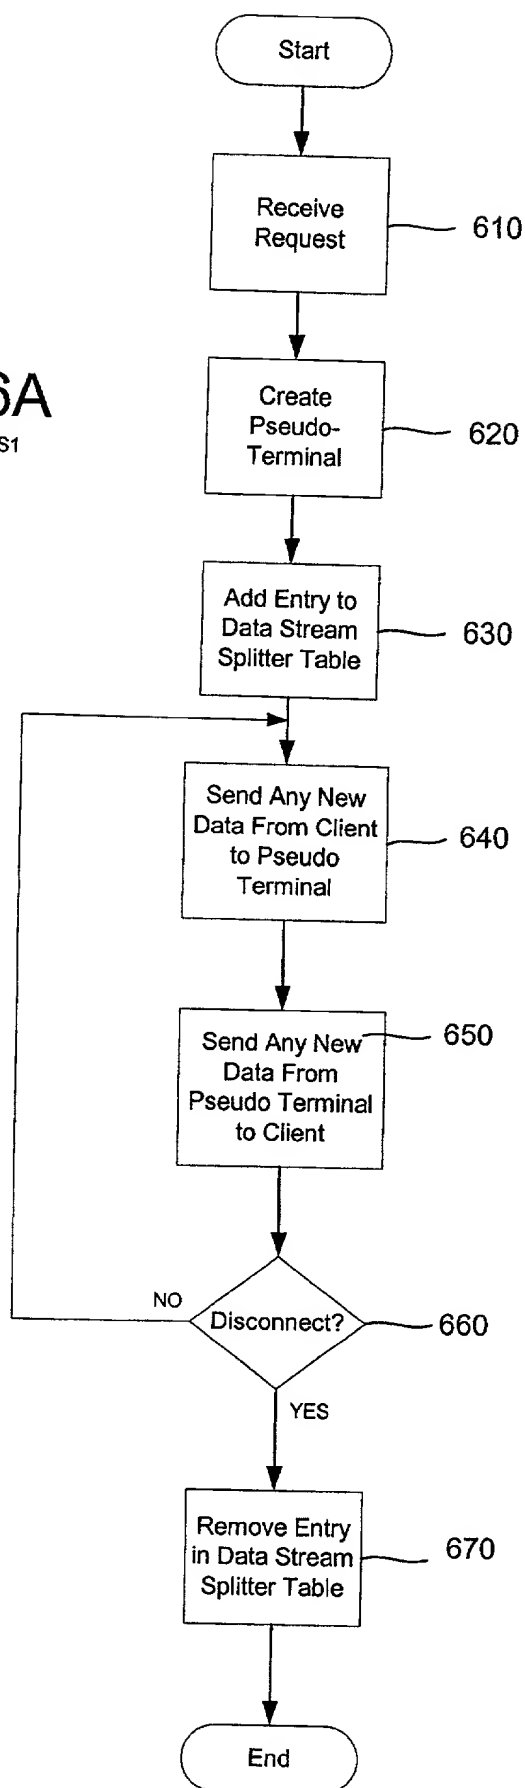 Start
Receive
Request
610
6A
S1
Create
Pseudo-
Terminal
620
Add Entry to
Data Stream
Splitter Table
630
Send Any New
Data From Client
to Pseudo
Terminal
640
Send Any New
Data From
Pseudo Terminal
to Client
650
NO
Disconnect?
660
YES
Remove Entry
in Data Stream
Splitter Table
670
End